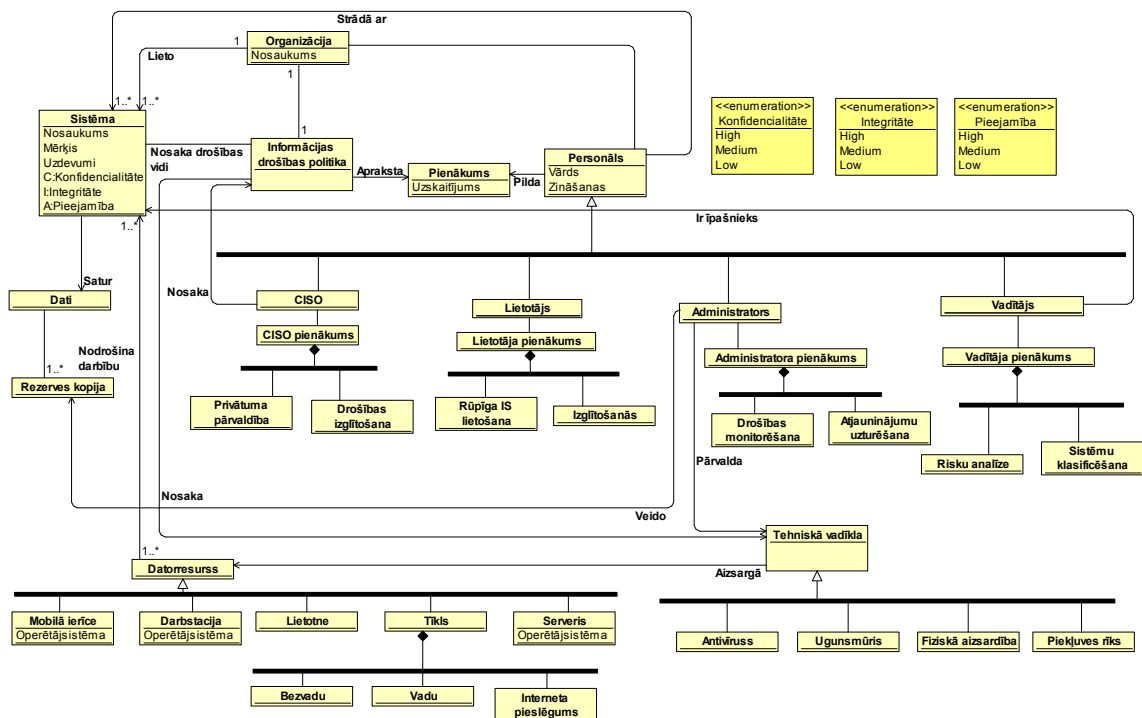 Strādā ar
1
Organizācija
Nosaukums
Lieto
1
1..*
1..*
Sistēma
Nosaukums
Mērķis
Uzdevumi
C:Konfidencialitāte
I:Integritāte
A:Pieejamība
1..*
Nosaka drošības
vidi
1
Informācijas
drošības politika
Apraksta
Pienākums
Uzskaitījums
Pilda
Personāls
Vārds
Zināšanas
<<enumeration>>
Konfidencialitāte
High
Medium
Low
<<enumeration>>
Integritāte
High
Medium
Low
<<enumeration>>
Pieejamība
High
Medium
Low
Ir īpašnieks
Satur
Nosaka
Dati
CISO
Lietotājs
Administrators
Vadītājs
CISO pienākums
Lietotāja pienākums
Administratora pienākums
Vadītāja pienākums
Nodrošina
darbību
1..*
Rezerves kopija
Privātuma
pārvaldība
Drošības
izglītošana
Rūpīga IS
lietošana
Izglītošanās
Drošības
monitorēšana
Atjauninājumu
uzturēšana
Risku analīze
Sistēmu
klasificēšana
Pārvalda
Nosaka
Veido
Tehniskā vadīkla
1..*
Datorresurss
Aizsargā
Mobilā ierīce
Operētājsistēma
Darbstacija
Operētājsistēma
Lietotne
Tīkls
Serveris
Operētājsistēma
Antivīruss
Ugunsmūris
Fiziskā aizsardība
Piekļuves rīks
Bezvadu
Vadu
Interneta
pieslēgums